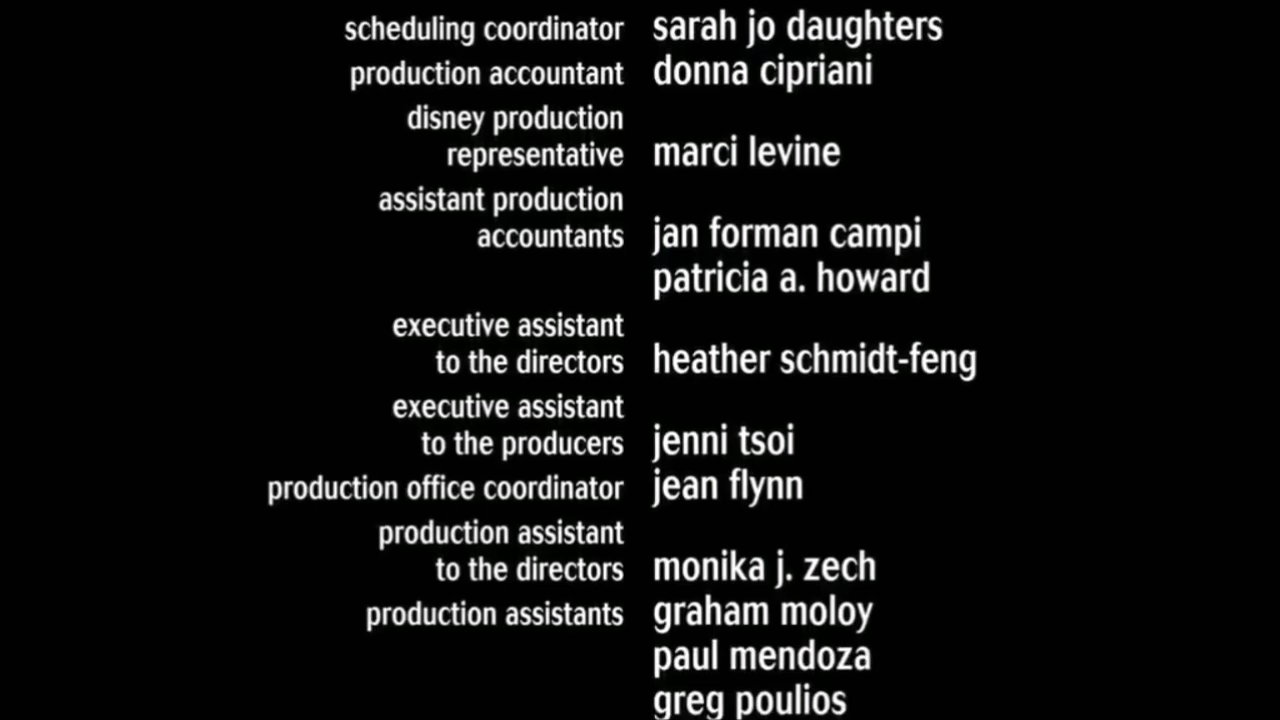 scheduling coordinator sarah jo daughters
production accountant donna cipriani
disney production
representative marci levine
assistant production
accountants jan forman campi
patricia a. howard
executive assistant
to the directors heather schmidt-feng
executive assistant
to the producers jenni tsoi
production office coordinator jean flynn
production assistant
to the directors monika j. zech
production assistants graham moloy
paul mendoza
greg poulios